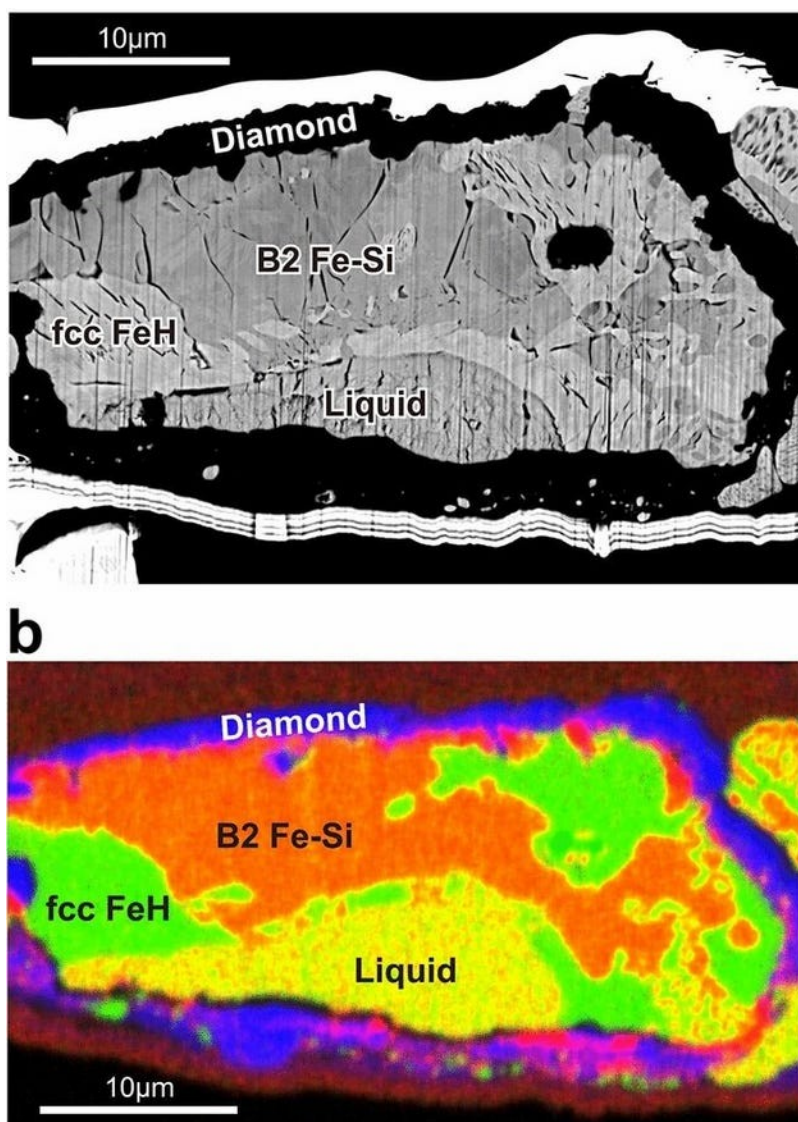 10µm
Diamond
B2 Fe-Si
fcc FeH
Liquid
b
Diamond
B2 Fe-Si
fcc FeH
Liquid
10µm